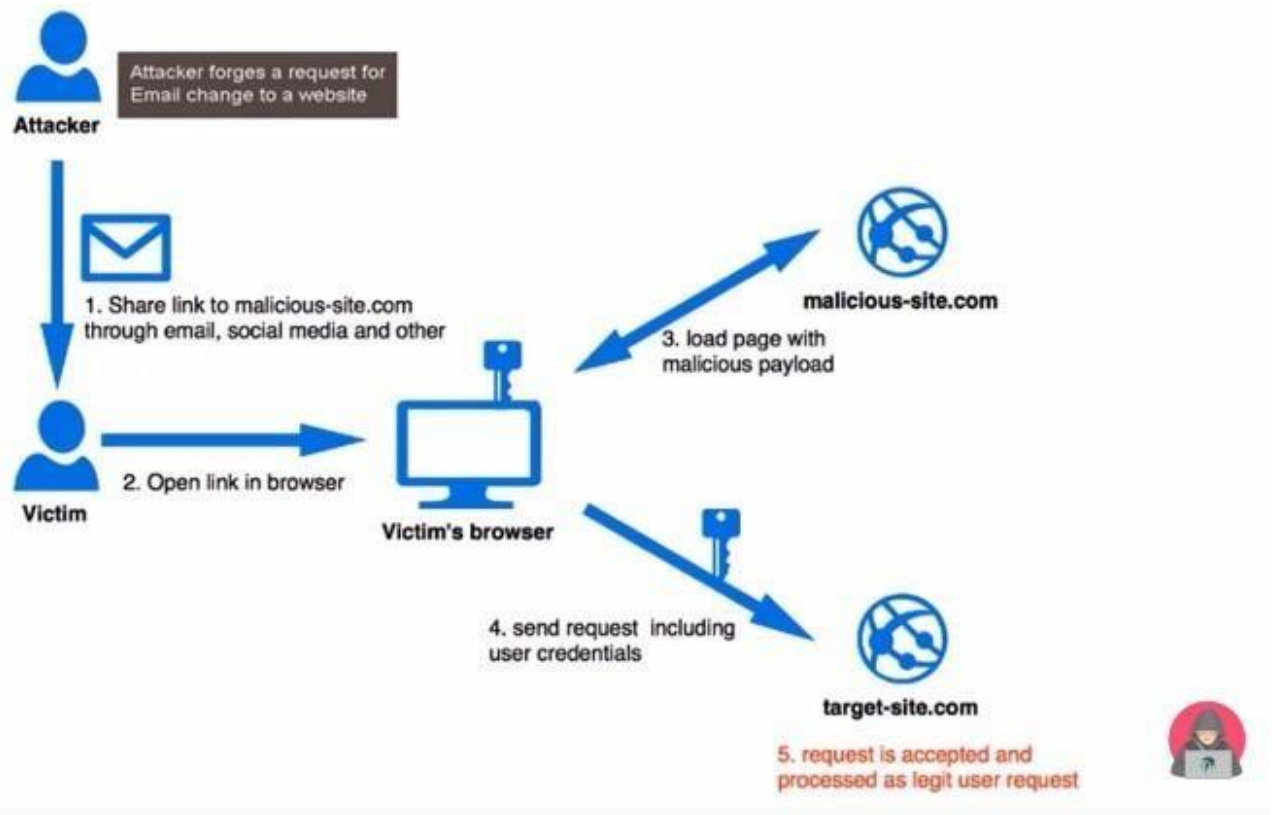 Attacker forges a request for
Email change to a website
Attacker
1. Share link to malicious-site.com
through email, social media and other
malicious-site.com
3. load page with
malicious payload
2. Open link in browser
Victim
Victim's browser
4. send request including
user credentials
target-site.com
5. request is accepted and
processed as legit user request